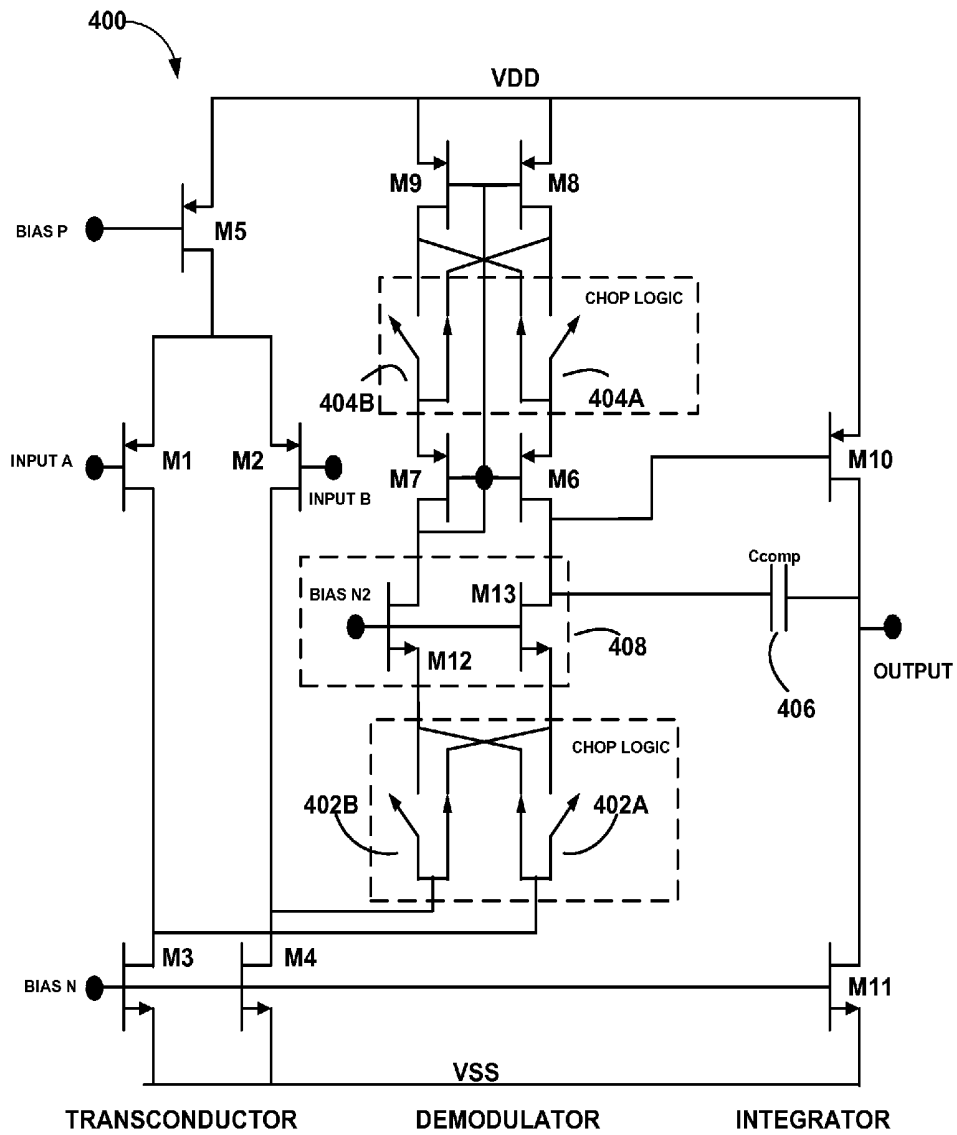 400
VDD
M9
M8
BIAS P
M5
CHOP LOGIC
404B
404A
INPUT A
M1
M2
INPUT B
M7
M6
M10
Ccomp
BIAS N2
M13
M12
408
406
OUTPUT
CHOP LOGIC
402B
402A
M3
M4
BIAS N
M11
VSS
TRANSCONDUCTOR
DEMODULATOR
INTEGRATOR